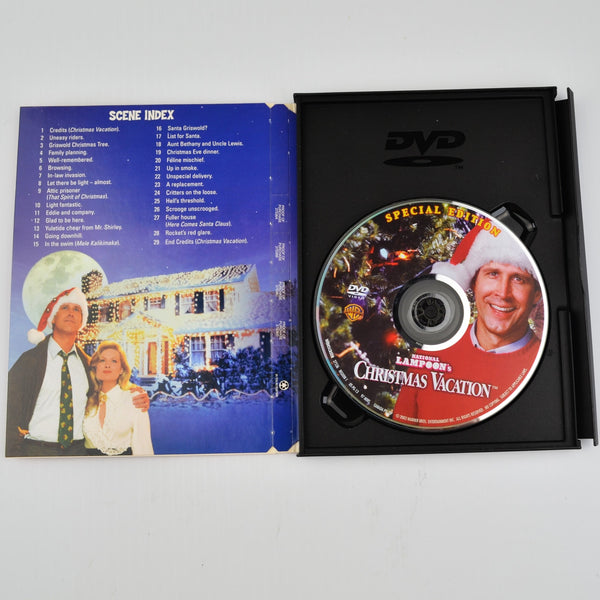 SCENE INDEX
1 Credits (Christmas Vacation).
2 Uneasy riders.
3 Griswold Christmas Tree.
4 Family planning.
5 Well-remembered.
6 Browsing.
7 In-law invasion.
8 Let there be light – almost.
9 Attic prisoner
(That Spirit of Christmas).
10 Light fantastic.
11 Eddie and company.
12 Glad to be here.
13 Yuletide cheer from Mr. Shirley.
14 Going downhill.
15 In the swim (Mele Kalikimaka).
16 Santa Griswold?
17 List for Santa.
18 Aunt Bethany and Uncle Lewis.
19 Christmas Eve dinner.
20 Feline mischief.
21 Up in smoke.
22 Unspecial delivery.
23 A replacement.
24 Critters on the loose.
25 Hell's threshold.
26 Scrooge unscrooged.
27 Fuller house
(Here Comes Santa Claus).
28 Rocket's red glare.
29 End Credits (Christmas Vacation).
DVD
TM
SPECIAL EDITION
DVD
VIDEO
WB
NATIONAL
LAMPOON's
CHRISTMAS VACATION™